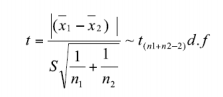 t = |(x̄₁ − x̄₂)| / (S √(1/n₁ + 1/n₂)) ~ t₍ₙ₁₊ₙ₂₋₂₎ d.f